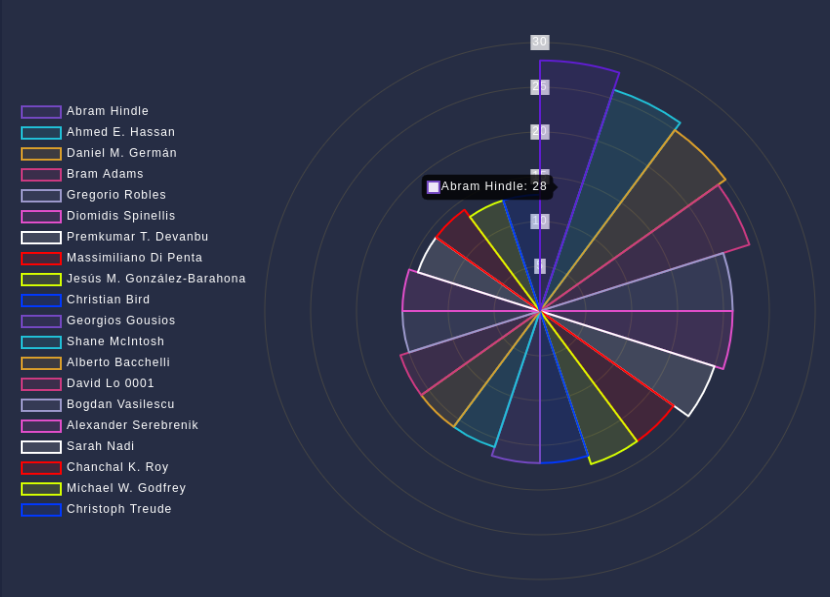 Abram Hindle
Ahmed E. Hassan
Daniel M. Germán
Bram Adams
Gregorio Robles
Diomidis Spinellis
Premkumar T. Devanbu
Massimiliano Di Penta
Jesús M. González-Barahona
Christian Bird
Georgios Gousios
Shane McIntosh
Alberto Bacchelli
David Lo 0001
Bogdan Vasilescu
Alexander Serebrenik
Sarah Nadi
Chanchal K. Roy
Michael W. Godfrey
Christoph Treude
30
25
20
Abram Hindle: 28
10
5